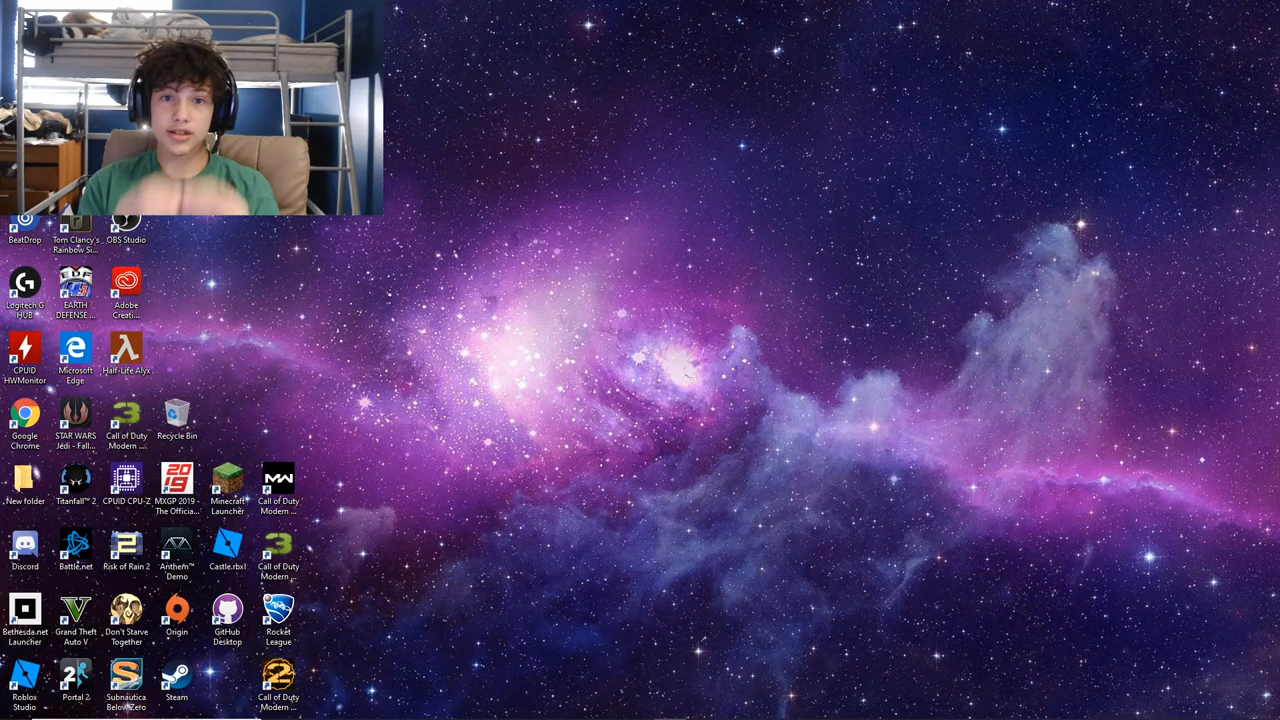 BeatDrop
Tom Clancy's
Rainbow Si...
OBS Studio
Logitech G
HUB
EARTH
DEFENSE ...
Adobe
Creati...
CPUID
HWMonitor
Microsoft
Edge
Half-Life Alyx
Google
Chrome
STAR WARS
Jedi - Fall...
Call of Duty
Modern ...
Recycle Bin
New folder
Titanfall™ 2
CPUID CPU-Z
MXGP 2019 -
The Officia...
Minecraft
Launcher
Call of Duty
Modern ...
Discord
Battle.net
Risk of Rain 2
Anthem™
Demo
Castle.rbxl
Call of Duty
Modern ...
Bethesda.net
Launcher
Grand Theft
Auto V
Don't Starve
Together
Origin
GitHub
Desktop
Rocket
League
Roblox
Studio
Portal 2
Subnautica
Below Zero
Steam
Call of Duty
Modern ...